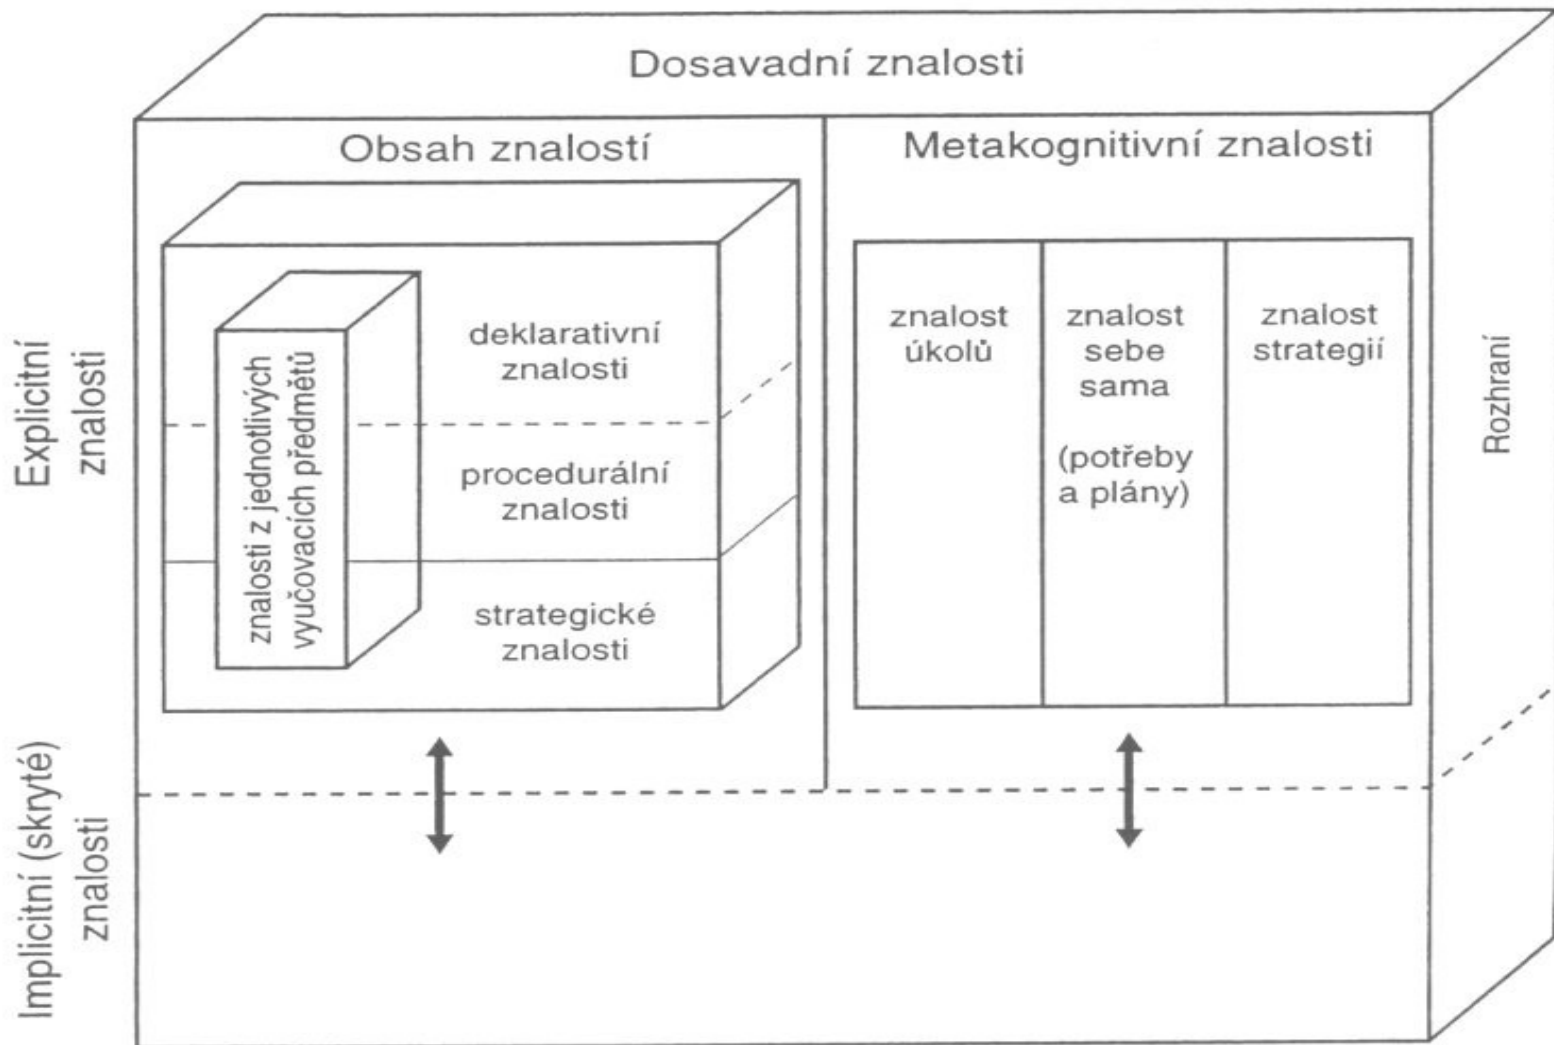 Dosavadní znalosti
Obsah znalostí
Metakognitivní znalosti
Explicitní
znalosti
znalosti z jednotlivých
vyučovacích předmětů
deklarativní
znalosti
procedurální
znalosti
strategické
znalosti
znalost
úkolů
znalost
sebe
sama
(potřeby
a plány)
znalost
strategií
Rozhraní
Implicitní (skryté)
znalosti